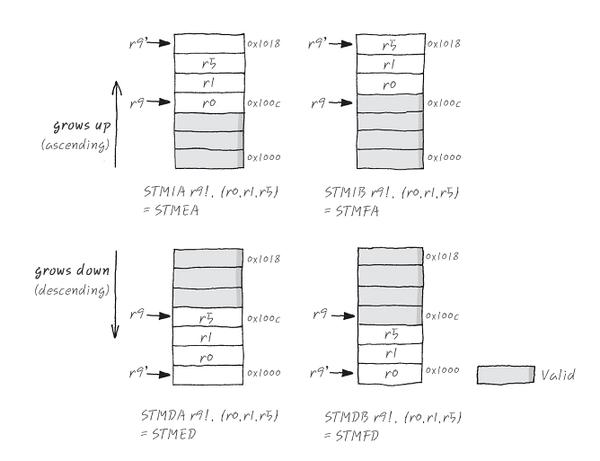 r9' 0x1018
r5
r1
r9 r0 0x100c
0x1000
STMIA r9!, {r0,r1,r5}
= STMEA
r9' r5 0x1018
r1
r0
r9 0x100c
0x1000
STMIB r9!, {r0,r1,r5}
= STMFA
grows up
(ascending)
grows down
(descending)
0x1018
r9 r5 0x100c
r1
r0
r9' 0x1000
STMDA r9!, {r0,r1,r5}
= STMED
0x1018
r9 0x100c
r5
r1
r9' r0 0x1000
STMDB r9!, {r0,r1,r5}
= STMFD
Valid